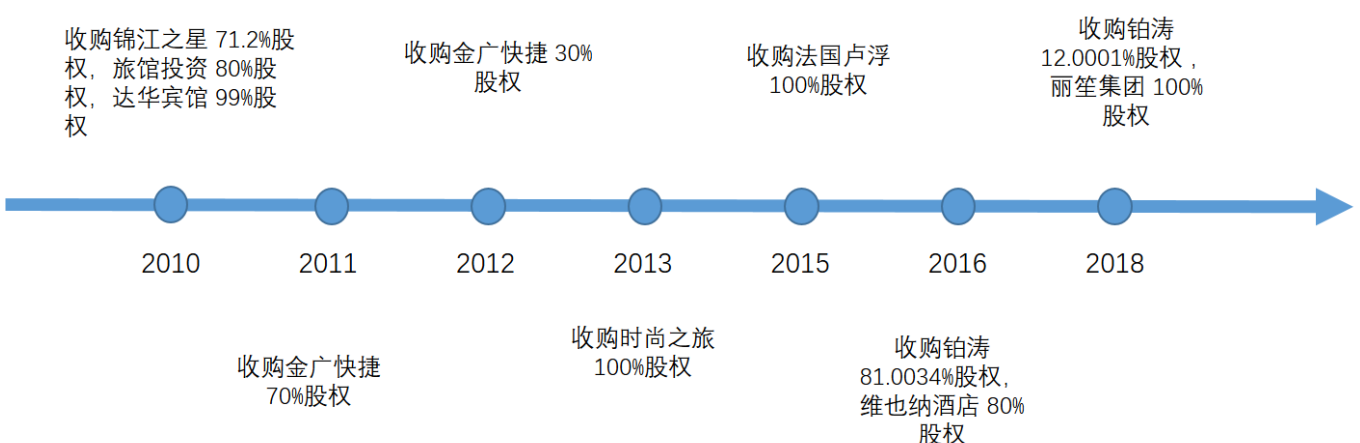 收购锦江之星 71.2%股
权，旅馆投资 80%股
权，达华宾馆 99%股
权
收购金广快捷 30%
股权
收购法国卢浮
100%股权
收购铂涛
12.0001%股权，
丽笙集团 100%
股权
2010
2011
2012
2013
2015
2016
2018
收购金广快捷
70%股权
收购时尚之旅
100%股权
收购铂涛
81.0034%股权，
维也纳酒店 80%
股权